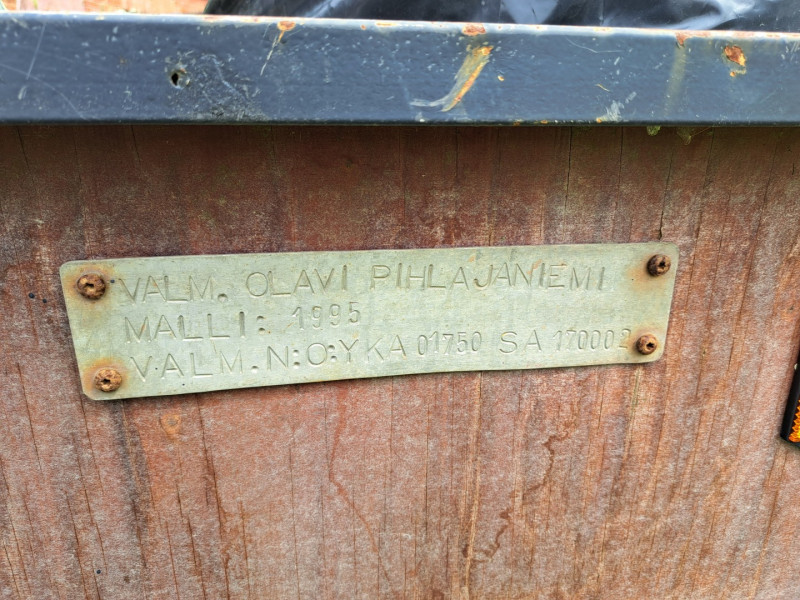 VALM. OLAVI PIHLAJANIEMI
MALLI: 1995
VALM. N:O: YKA 01750 SA 170002